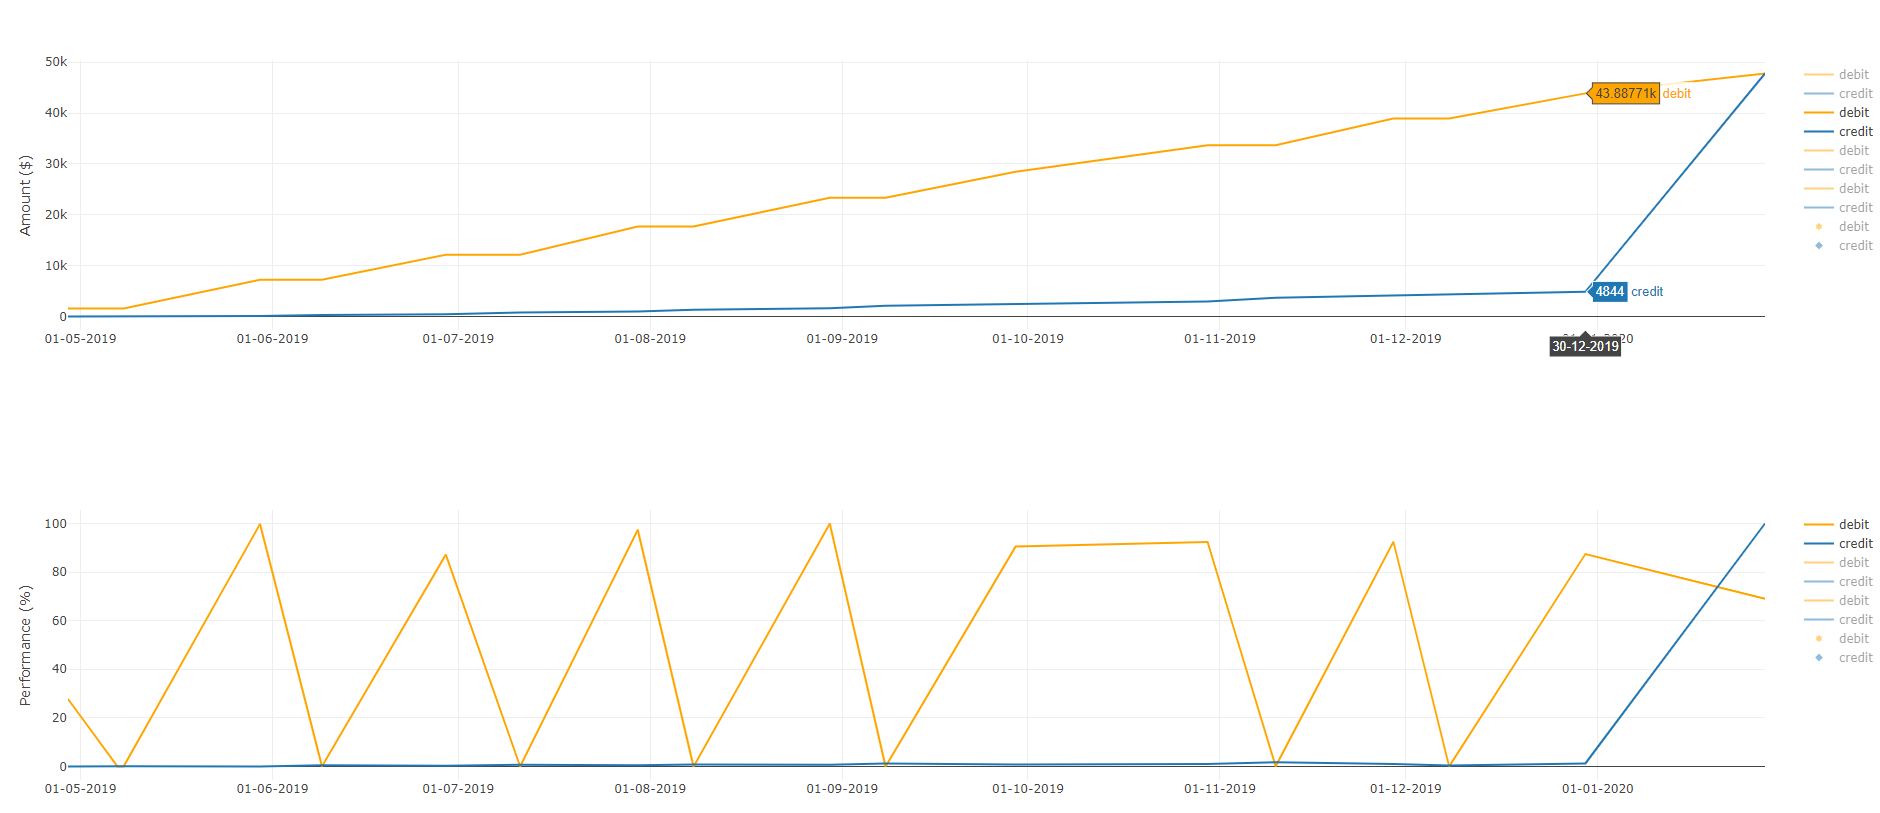 50k
40k
30k
20k
10k
0
Amount ($)
43.88771k debit
4844 credit
01-05-2019 01-06-2019 01-07-2019 01-08-2019 01-09-2019 01-10-2019 01-11-2019 01-12-2019 20
30-12-2019
debit
credit
debit
credit
debit
credit
debit
credit
debit
credit
100
80
60
40
20
0
Performance (%)
01-05-2019 01-06-2019 01-07-2019 01-08-2019 01-09-2019 01-10-2019 01-11-2019 01-12-2019 01-01-2020
debit
credit
debit
credit
debit
credit
debit
credit